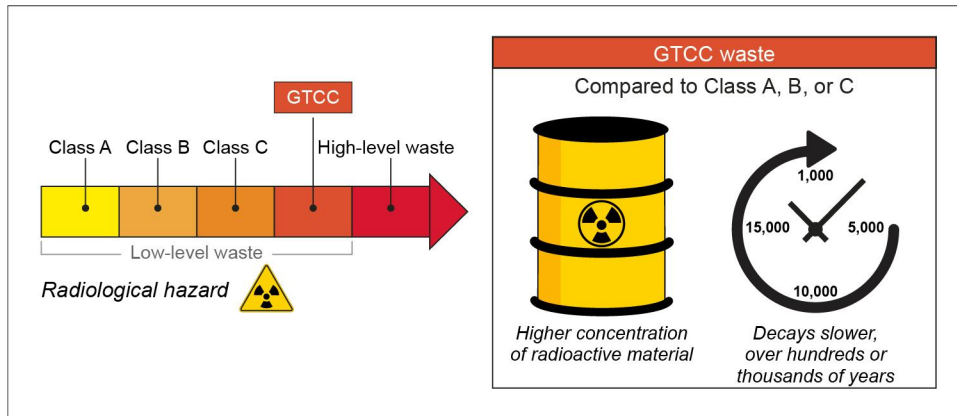 GTCC
Class A
Class B
Class C
High-level waste
Low-level waste
Radiological hazard
GTCC waste
Compared to Class A, B, or C
1,000
15,000
5,000
10,000
Higher concentration
of radioactive material
Decays slower,
over hundreds or
thousands of years